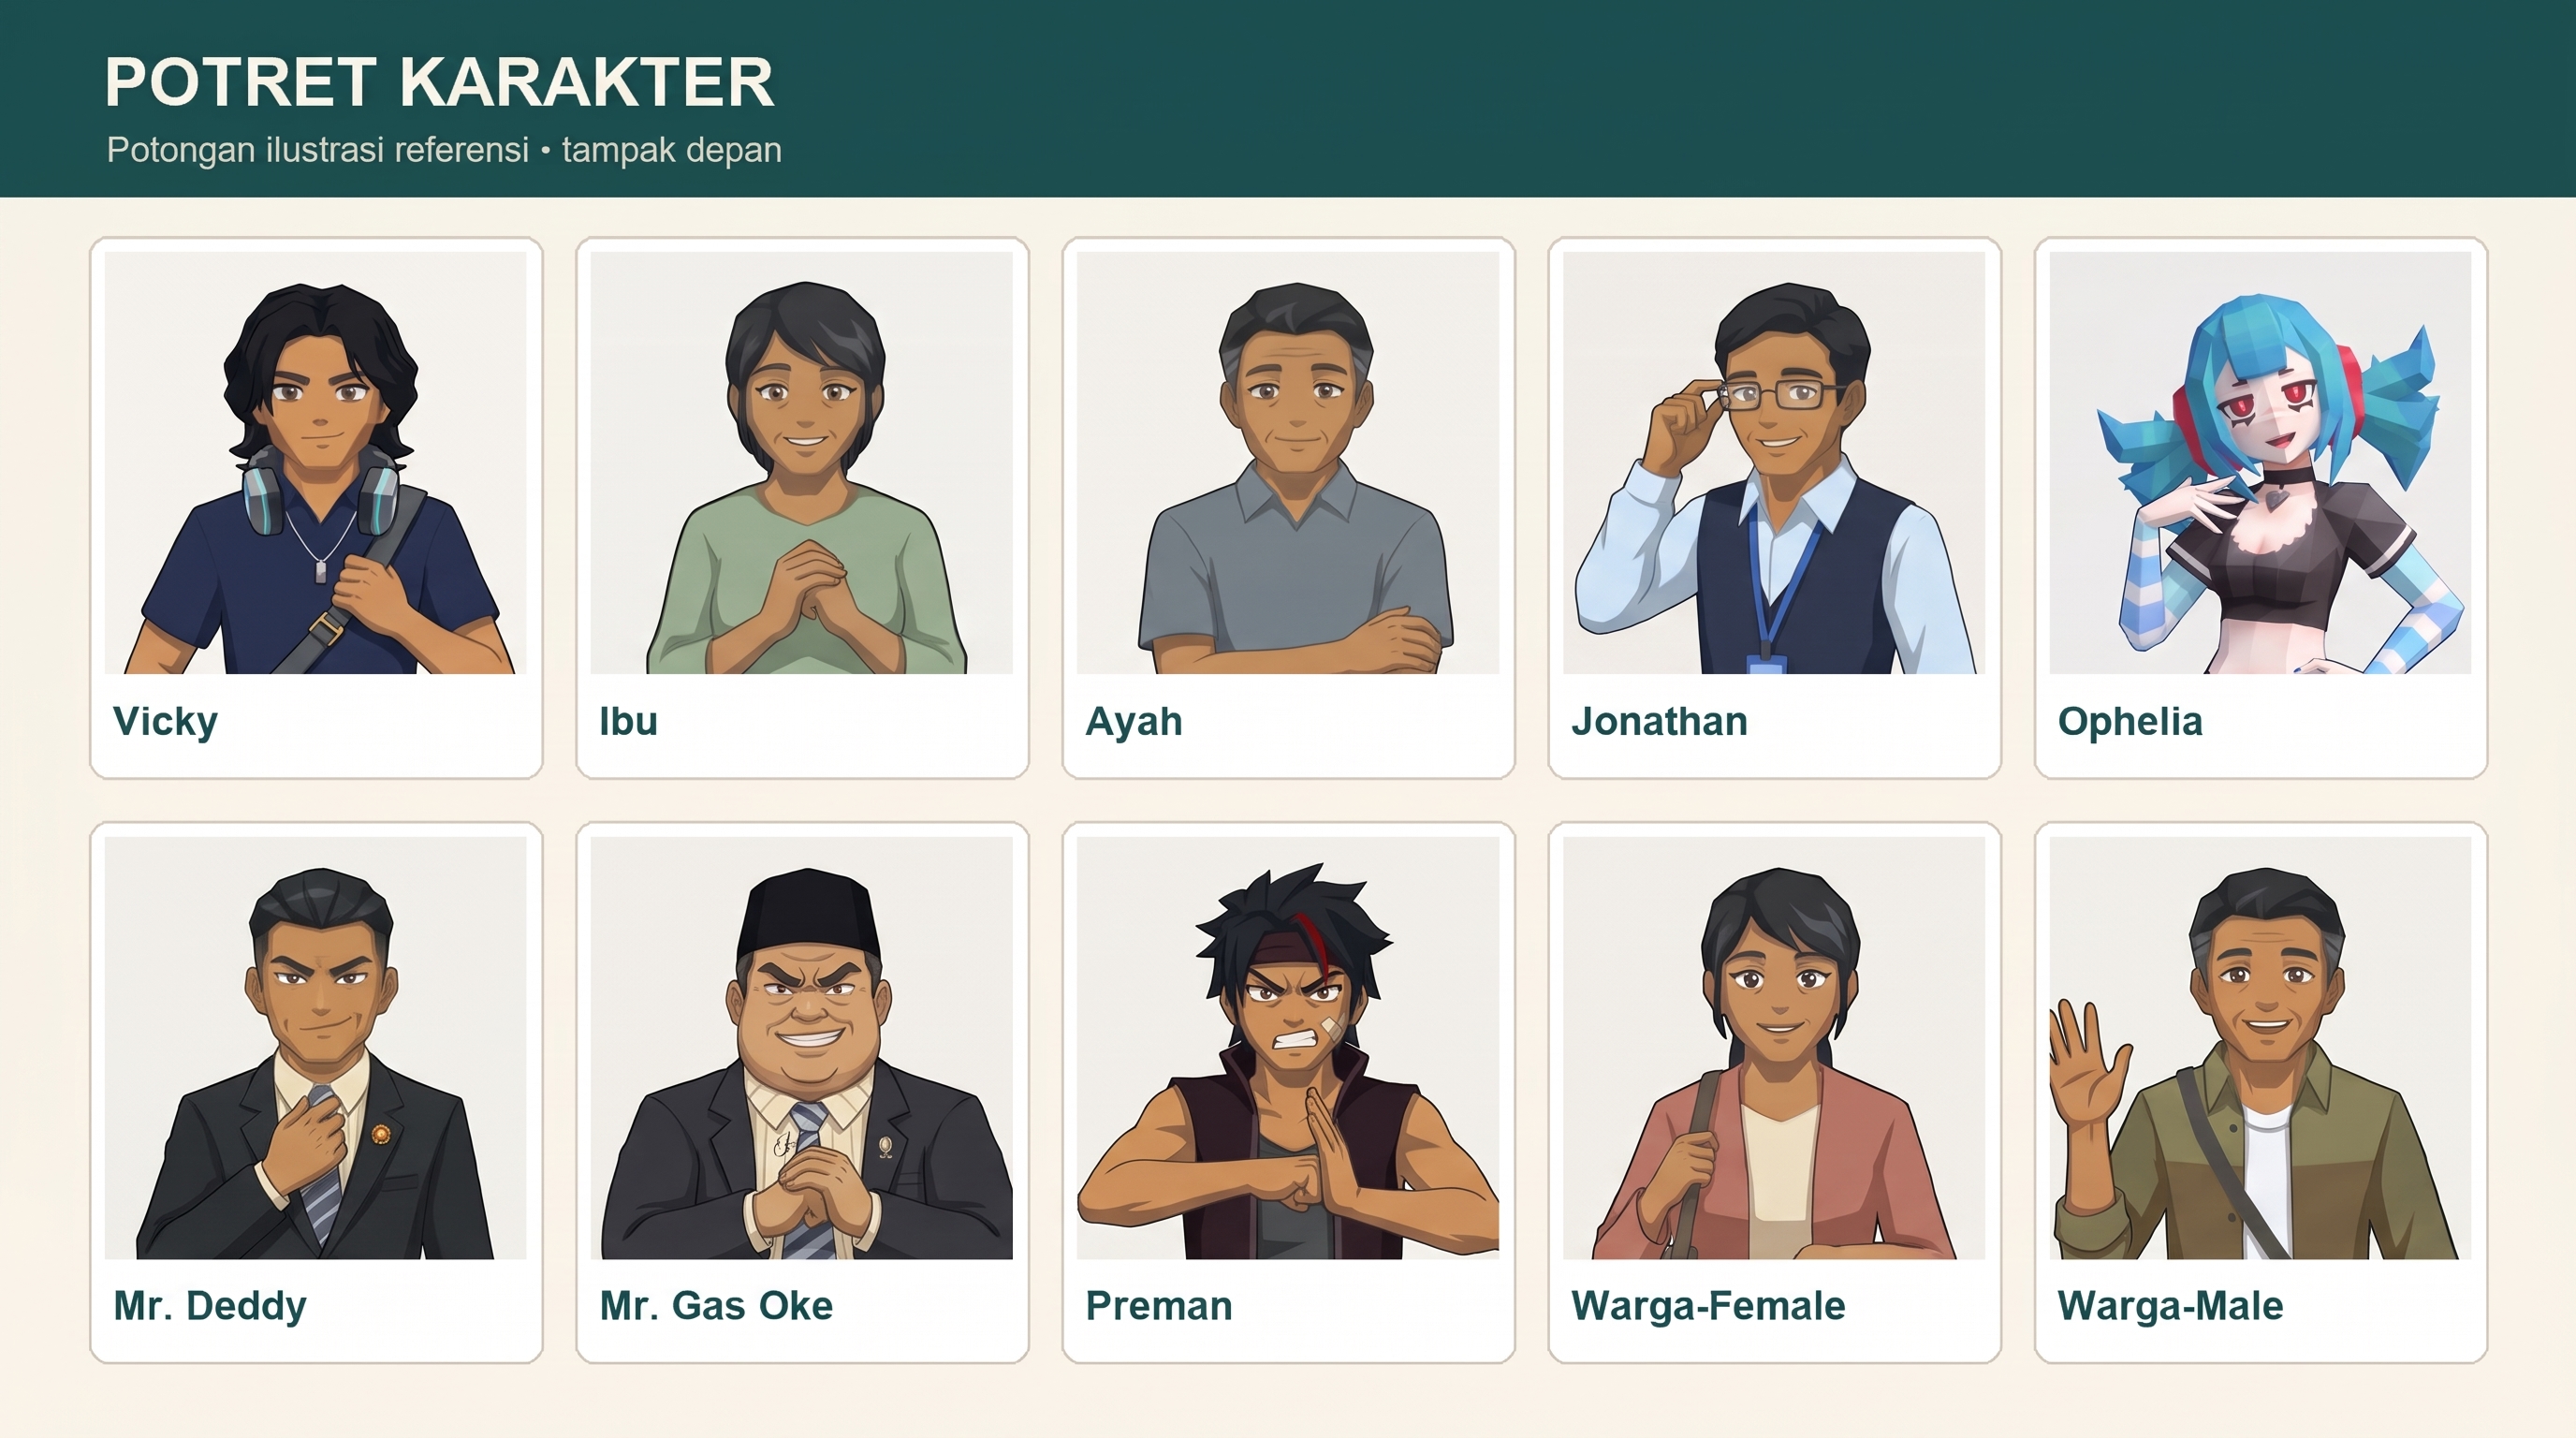 POTRET KARAKTER
Potongan ilustrasi referensi • tampak depan
Vicky
Ibu
Ayah
Jonathan
Ophelia
Mr. Deddy
Mr. Gas Oke
Preman
Warga-Female
Warga-Male